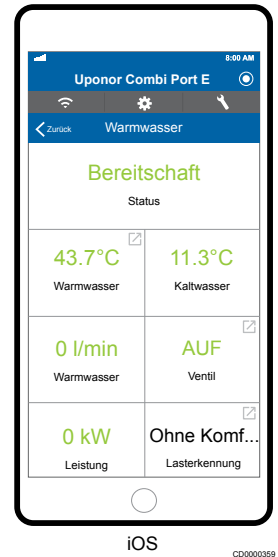 8:00 AM
Uponor Combi Port E
Zurück Warmwasser
Bereitschaft
Status
43.7°C 11.3°C
Warmwasser Kaltwasser
0 l/min AUF
Warmwasser Ventil
0 kW Ohne Komf...
Leistung Lasterkennung
iOS
CD0000359